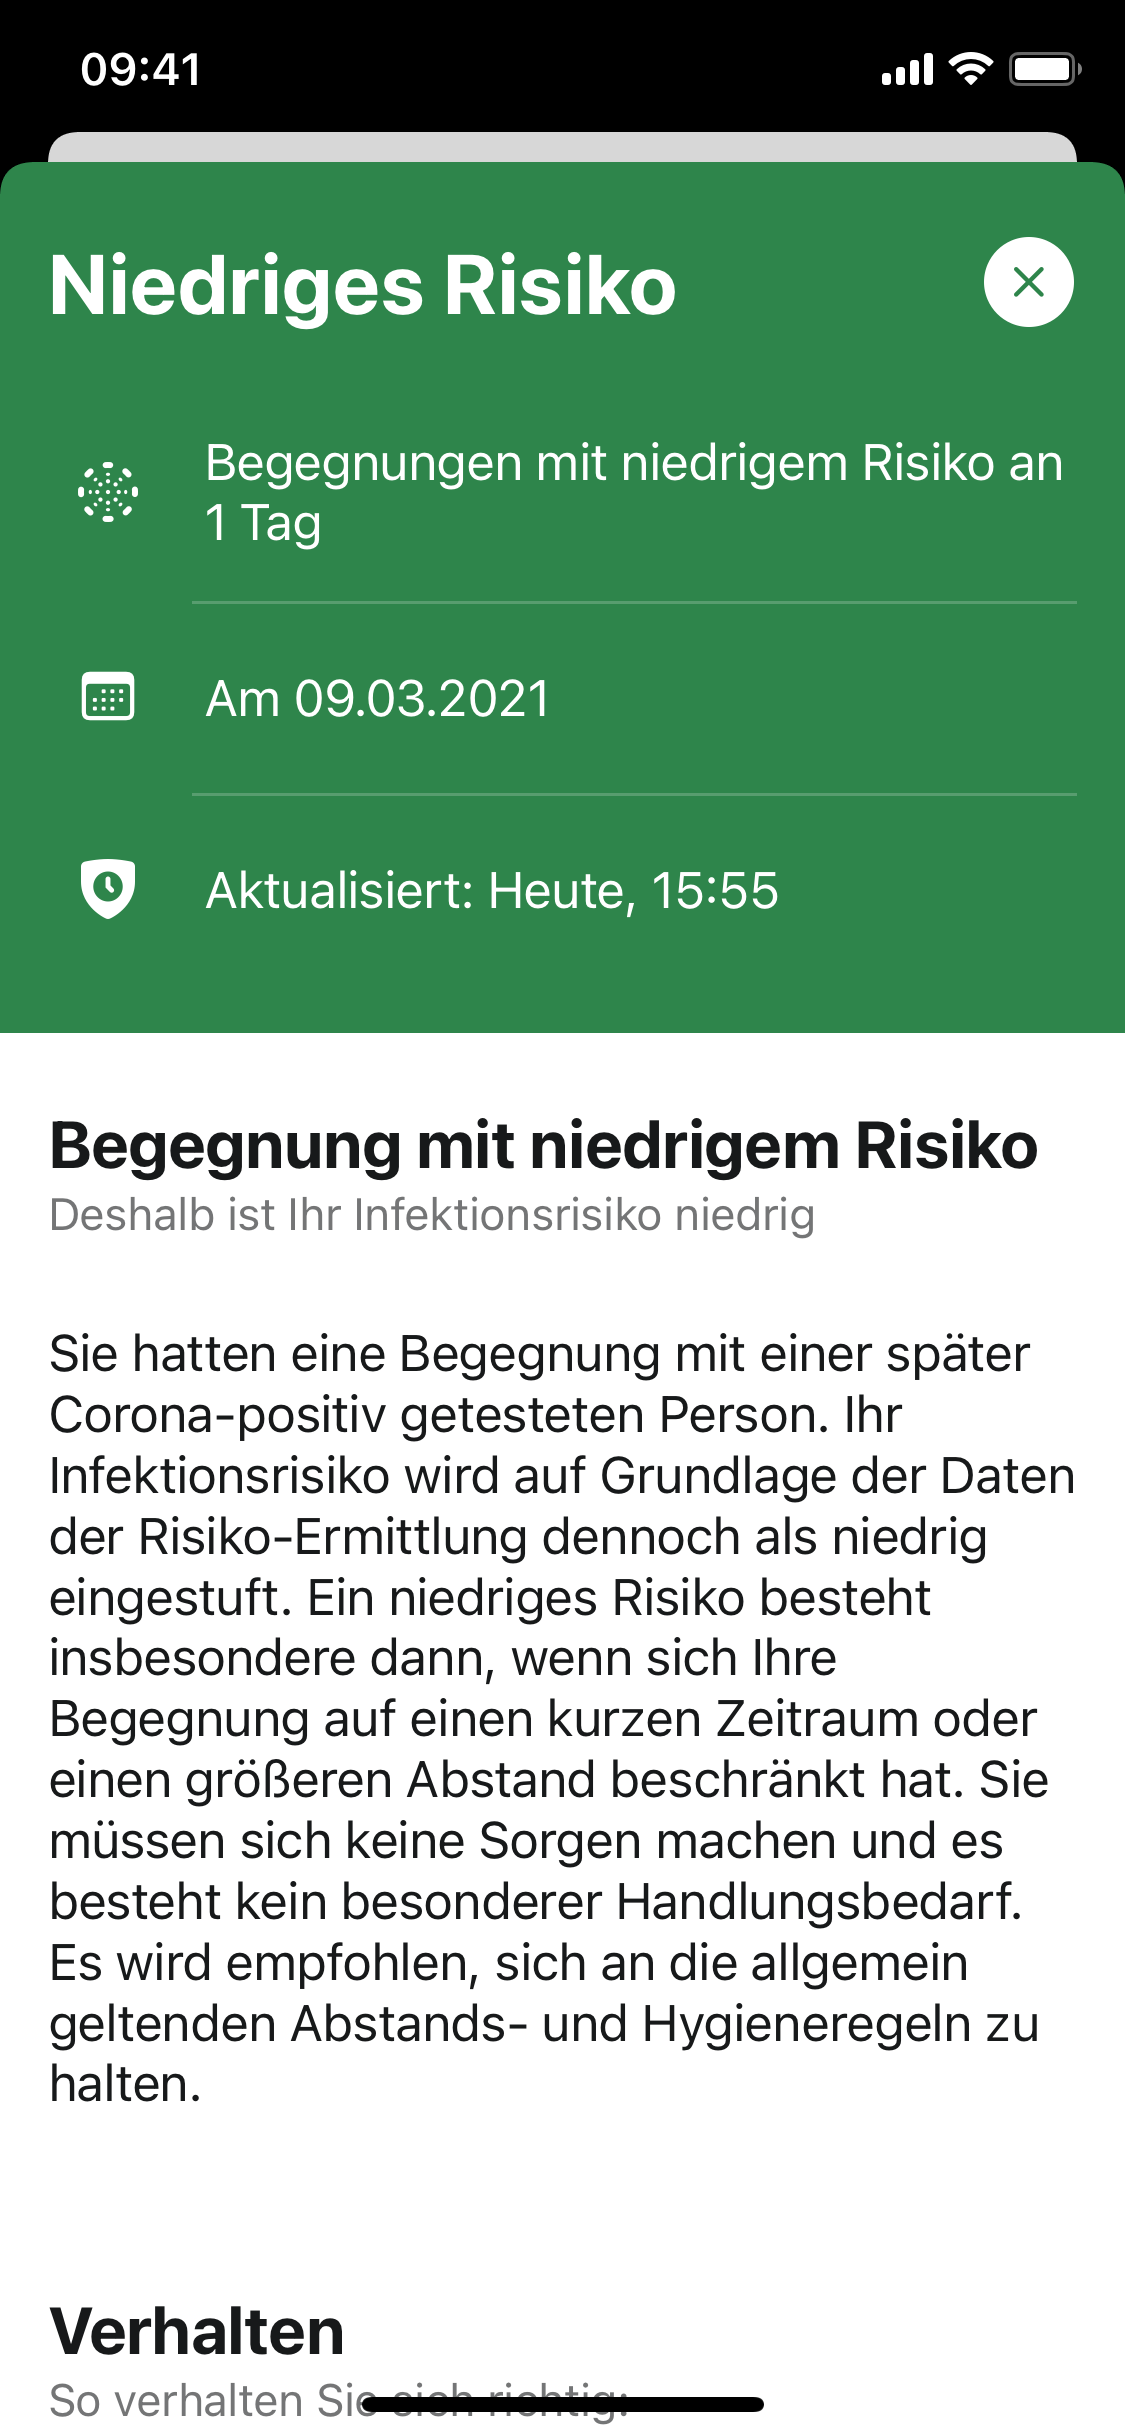 09:41
Niedriges Risiko
Begegnungen mit niedrigem Risiko an
1 Tag
Am 09.03.2021
Aktualisiert: Heute, 15:55
Begegnung mit niedrigem Risiko
Deshalb ist Ihr Infektionsrisiko niedrig
Sie hatten eine Begegnung mit einer später
Corona-positiv getesteten Person. Ihr
Infektionsrisiko wird auf Grundlage der Daten
der Risiko-Ermittlung dennoch als niedrig
eingestuft. Ein niedriges Risiko besteht
insbesondere dann, wenn sich Ihre
Begegnung auf einen kurzen Zeitraum oder
einen größeren Abstand beschränkt hat. Sie
müssen sich keine Sorgen machen und es
besteht kein besonderer Handlungsbedarf.
Es wird empfohlen, sich an die allgemein
geltenden Abstands- und Hygieneregeln zu
halten.
Verhalten
So verhalten Sie sich richtig: